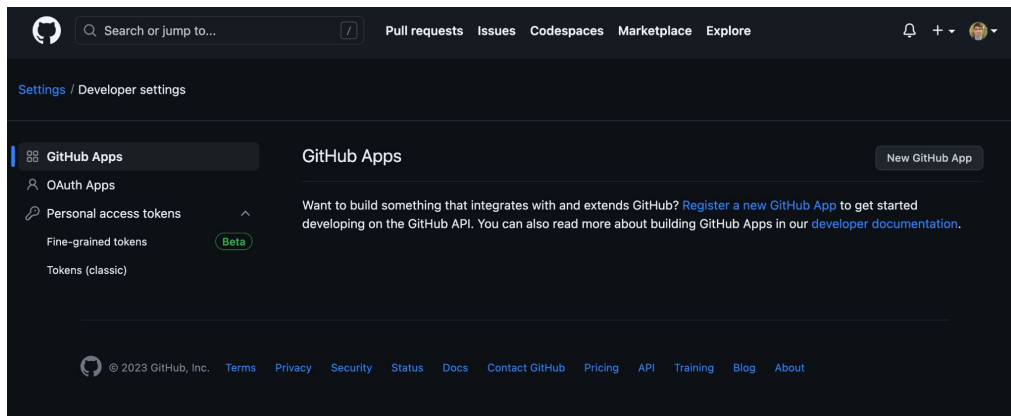 Search or jump to... /
Pull requests Issues Codespaces Marketplace Explore
Settings / Developer settings
GitHub Apps
OAuth Apps
Personal access tokens
Fine-grained tokens Beta
Tokens (classic)
GitHub Apps
New GitHub App
Want to build something that integrates with and extends GitHub? Register a new GitHub App to get started
developing on the GitHub API. You can also read more about building GitHub Apps in our developer documentation.
© 2023 GitHub, Inc. Terms Privacy Security Status Docs Contact GitHub Pricing API Training Blog About